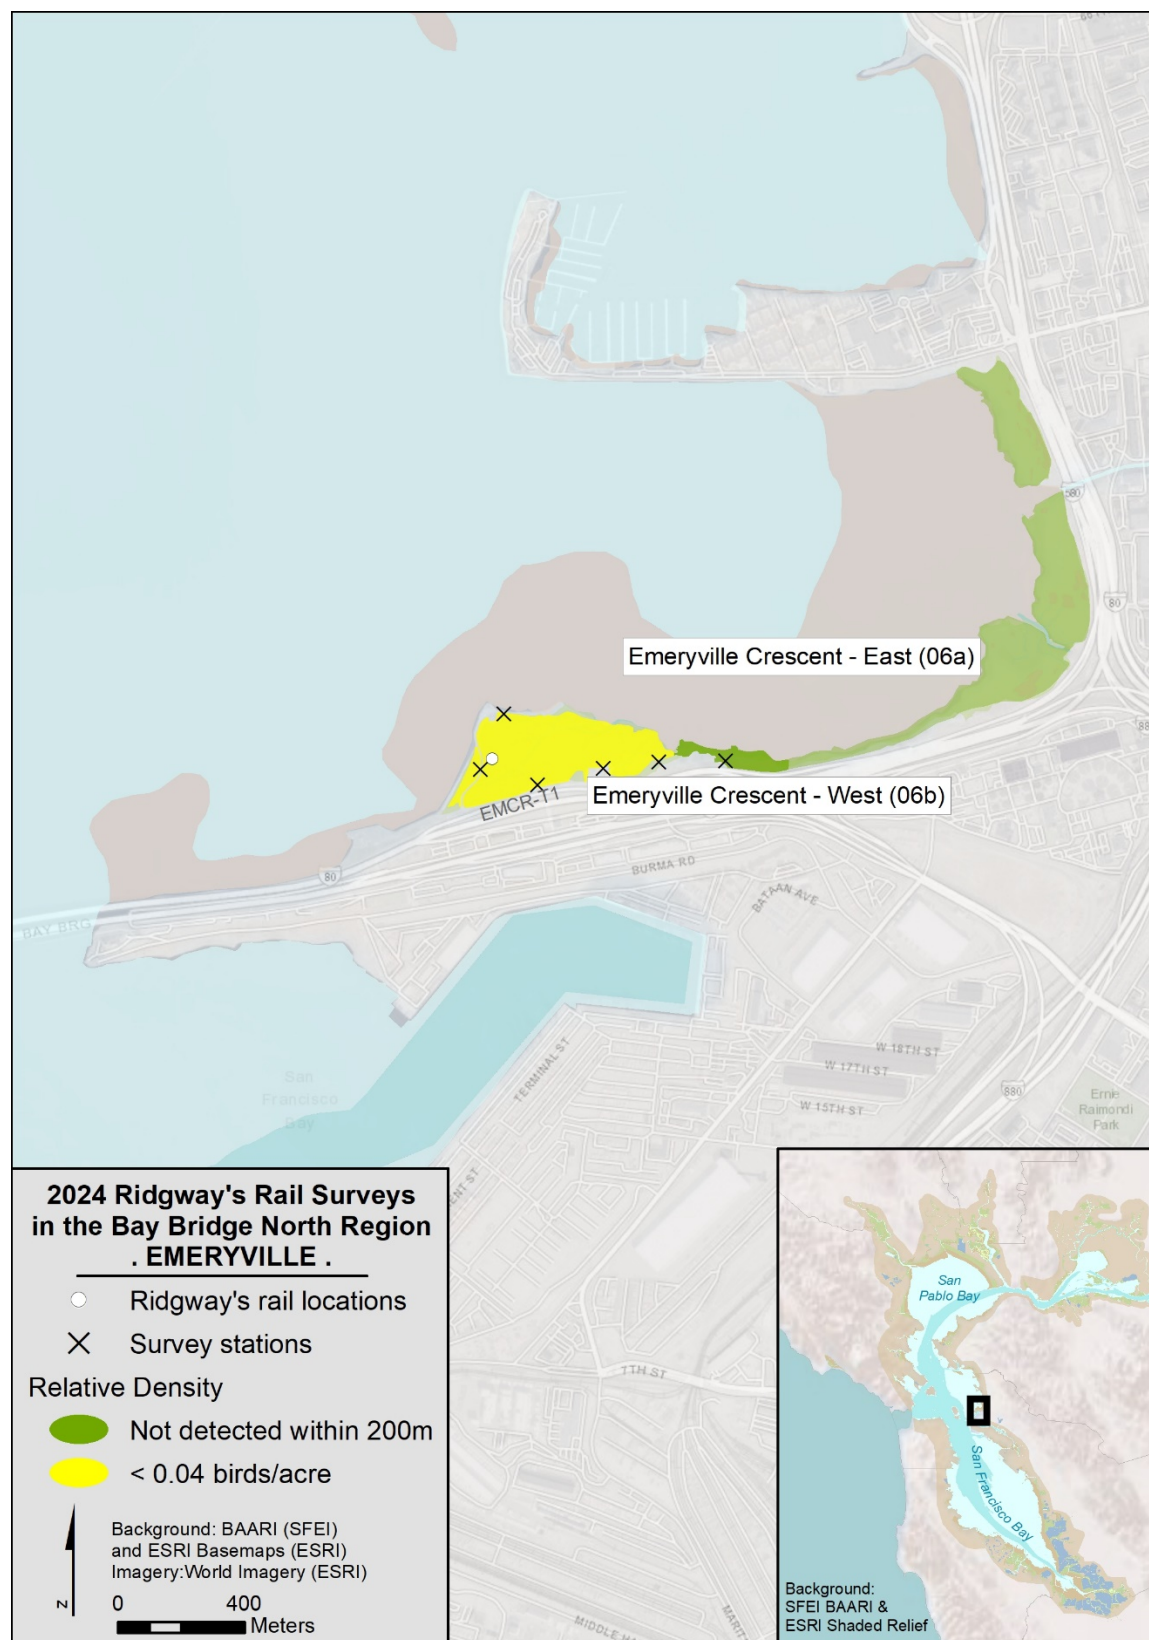 580
80
Emeryville Crescent - East (06a)
Emeryville Crescent - West (06b)
EMCR-T1
80
BURMA RD
BATAAN AVE
BAY BRG
W 18TH ST
W 17TH ST
W 15TH ST
TERMINAL ST
880
Ernie
Raimondi
Park
San
Francisco
Bay
7TH ST
2024 Ridgway's Rail Surveys
in the Bay Bridge North Region
. EMERYVILLE .
Ridgway's rail locations
Survey stations
Relative Density
Not detected within 200m
< 0.04 birds/acre
Background: BAARI (SFEI)
and ESRI Basemaps (ESRI)
Imagery:World Imagery (ESRI)
N
0 400
Meters
San
Pablo Bay
San Francisco Bay
Background:
SFEI BAARI &
ESRI Shaded Relief